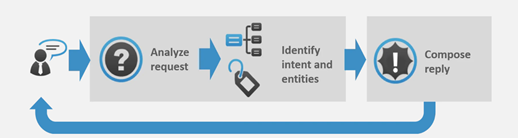 Analyze
request
Identify
intent and
entities
Compose
reply